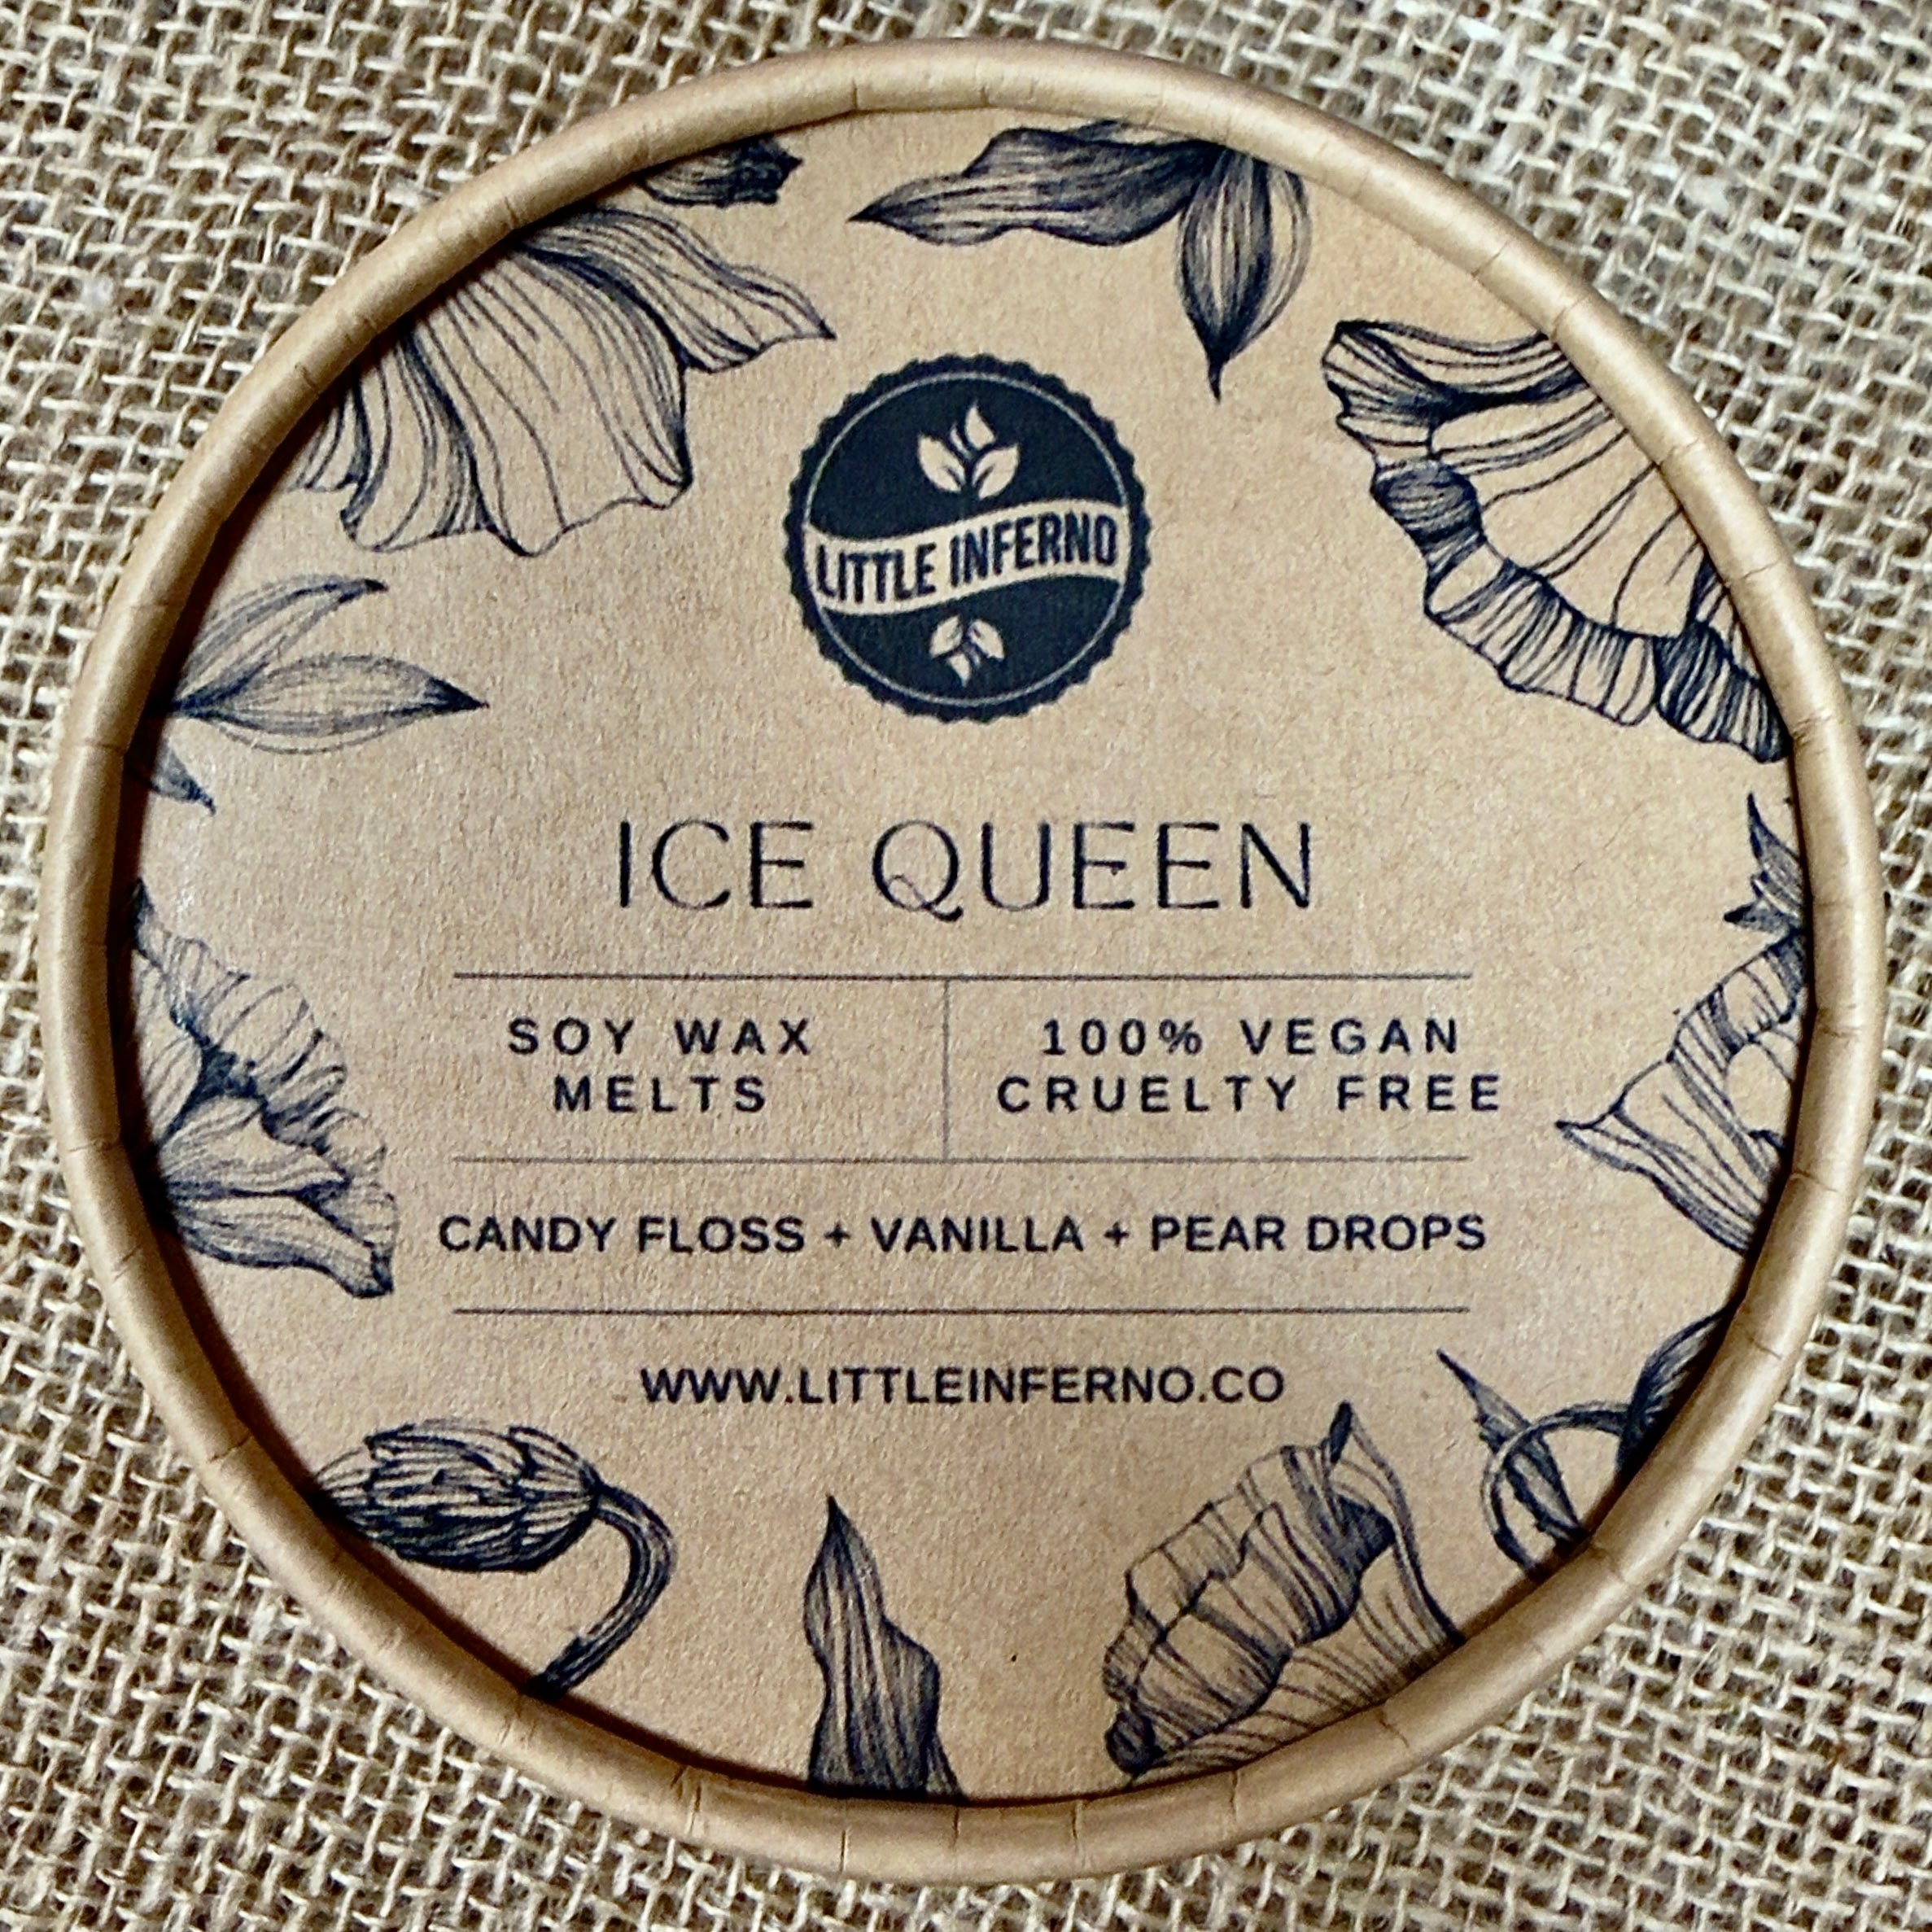 LITTLE INFERNO
ICE QUEEN
SOY WAX
MELTS
100% VEGAN
CRUELTY FREE
CANDY FLOSS + VANILLA + PEAR DROPS
WWW.LITTLEINFERNO.CO